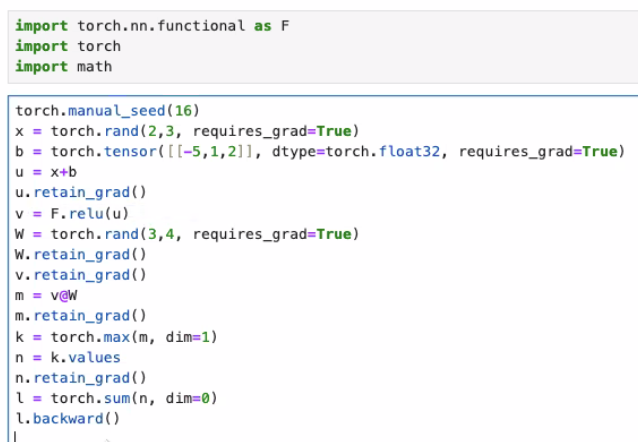 import torch.nn.functional as F
import torch
import math
torch.manual_seed(16)
x = torch.rand(2,3, requires_grad=True)
b = torch.tensor([[-5,1,2]], dtype=torch.float32, requires_grad=True)
u = x+b
u.retain_grad()
v = F.relu(u)
W = torch.rand(3,4, requires_grad=True)
W.retain_grad()
v.retain_grad()
m = v@W
m.retain_grad()
k = torch.max(m, dim=1)
n = k.values
n.retain_grad()
l = torch.sum(n, dim=0)
l.backward()